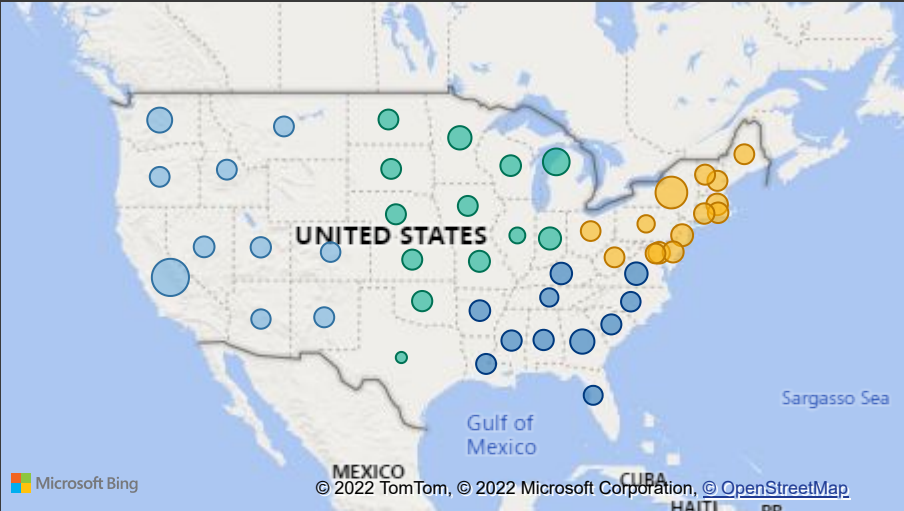 UNITED STATES
Sargasso Sea
Gulf of
Mexico
MEXICO
CUBA
Microsoft Bing
© 2022 TomTom, © 2022 Microsoft Corporation, © OpenStreetMap
HAITI